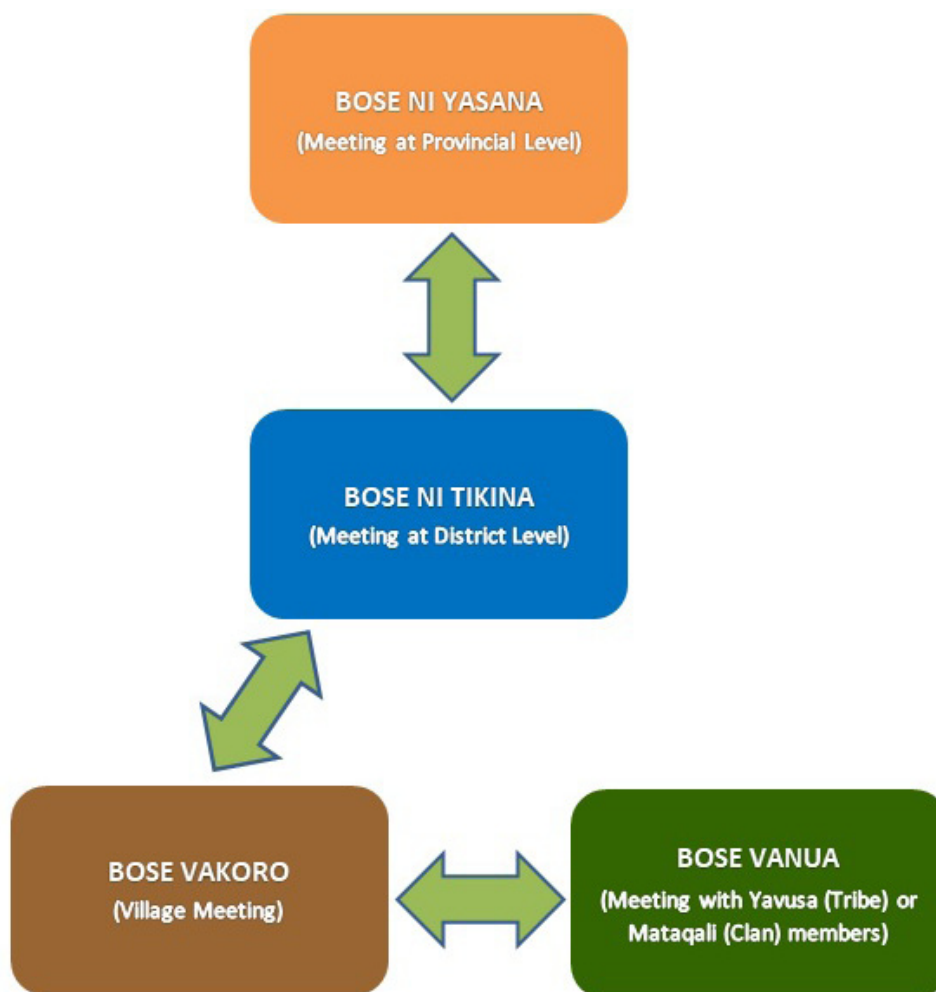 BOSE NI YASANA
(Meeting at Provincial Level)
BOSE NI TIKINA
(Meeting at District Level)
BOSE VAKORO
(Village Meeting)
BOSE VANUA
(Meeting with Yavusa (Tribe) or
Mataqali (Clan) members)